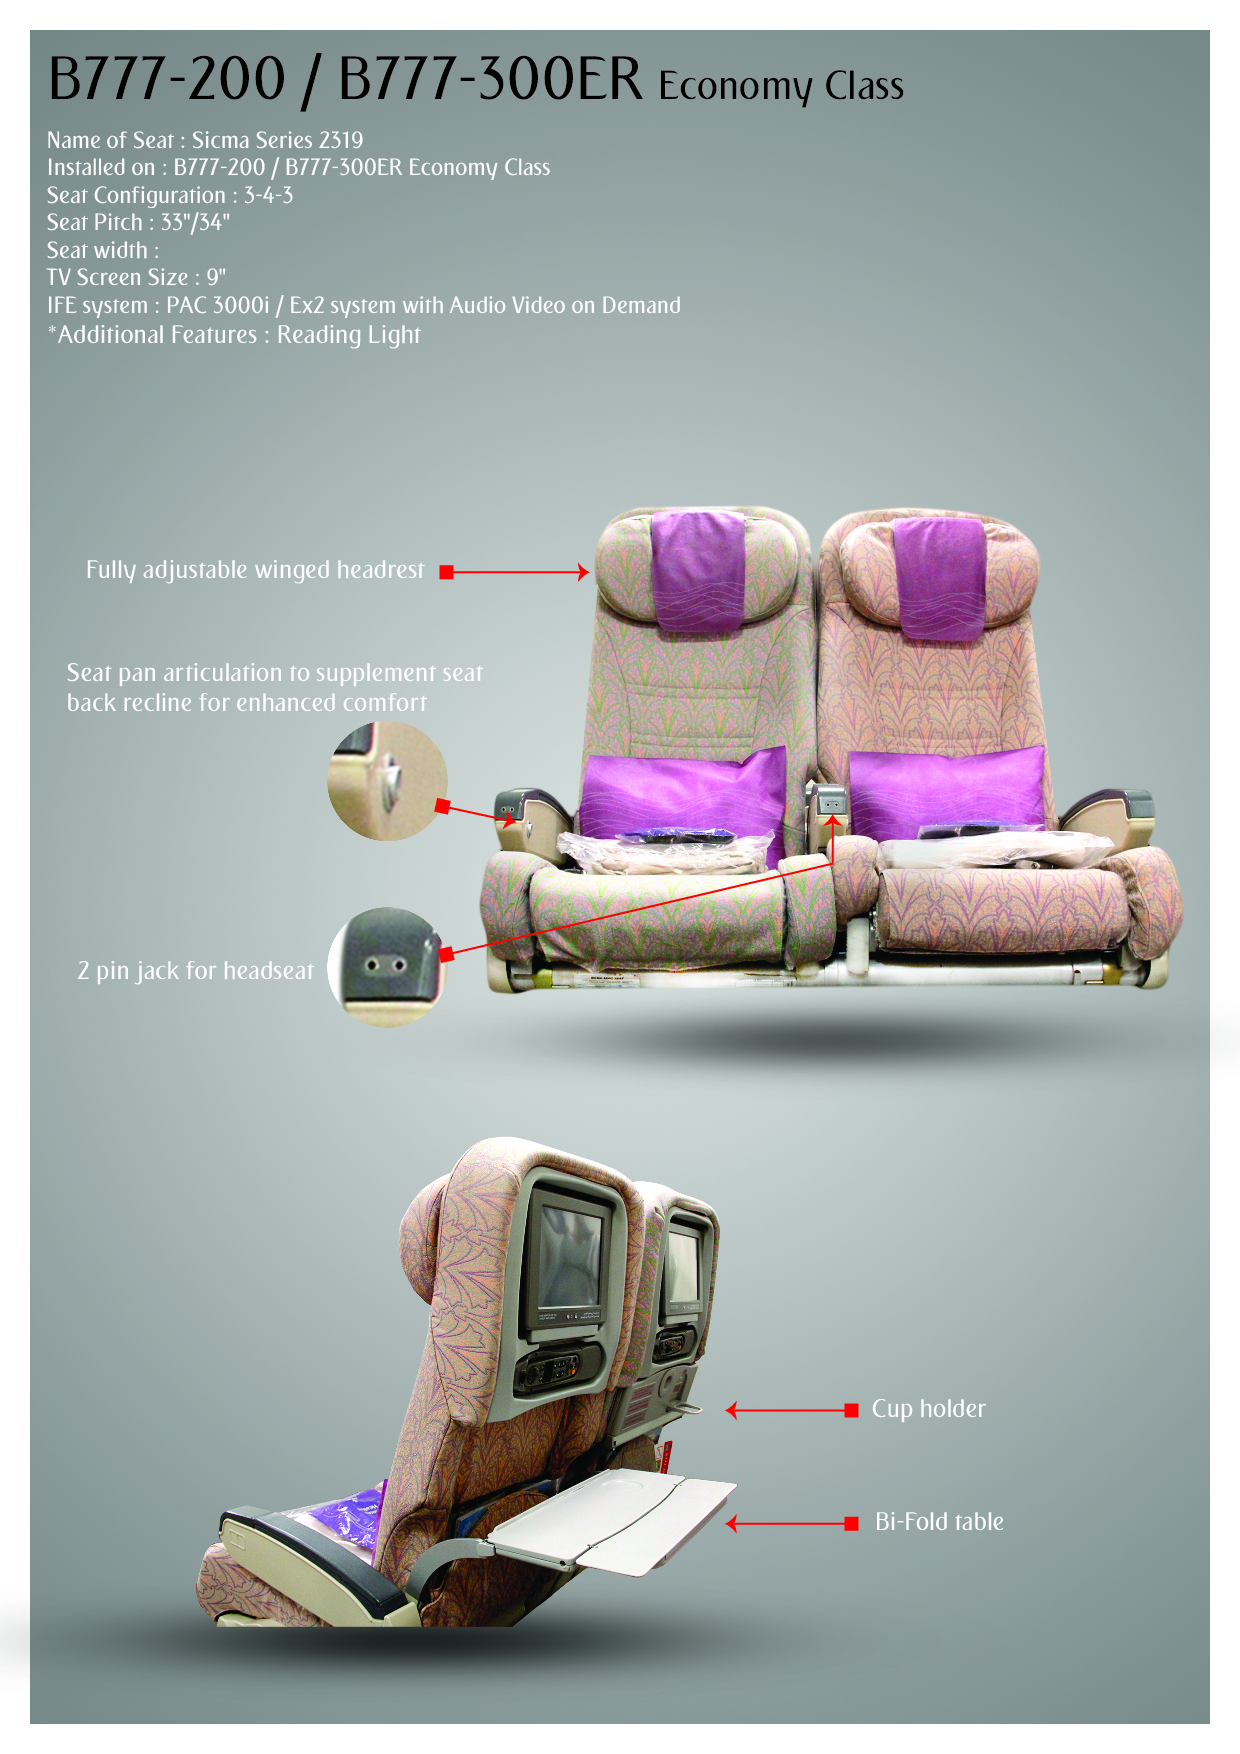 B777-200 / B777-300ER Economy Class
Name of Seat : Sicma Series 2319
Installed on : B777-200 / B777-300ER Economy Class
Seat Configuration : 3-4-3
Seat Pitch : 33"/34"
Seat width :
TV Screen Size : 9"
IFE system : PAC 3000i / Ex2 system with Audio Video on Demand
*Additional Features : Reading Light
Fully adjustable winged headrest
Seat pan articulation to supplement seat
back recline for enhanced comfort
2 pin jack for headseat
Cup holder
Bi-Fold table